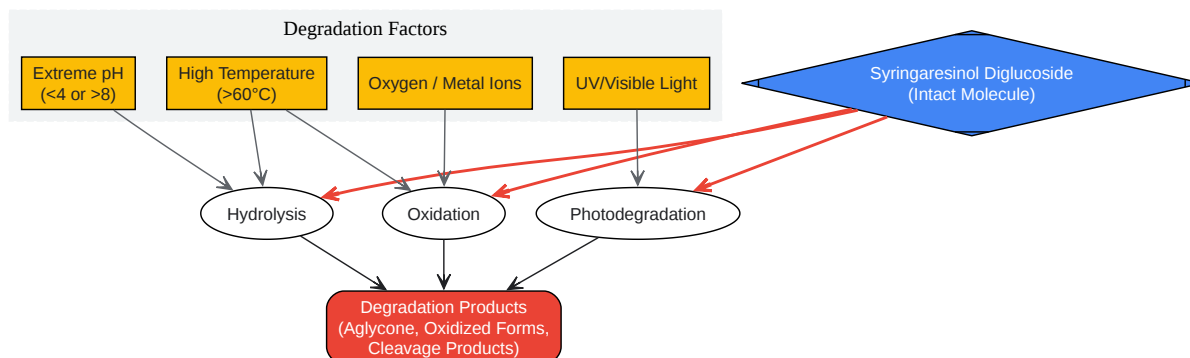 Degradation Factors
Extreme pH
(<4 or >8)
High Temperature
(>60°C)
Oxygen / Metal Ions
UV/Visible Light
Syringaresinol Diglucoside
(Intact Molecule)
Hydrolysis
Oxidation
Photodegradation
Degradation Products
(Aglycone, Oxidized Forms,
Cleavage Products)